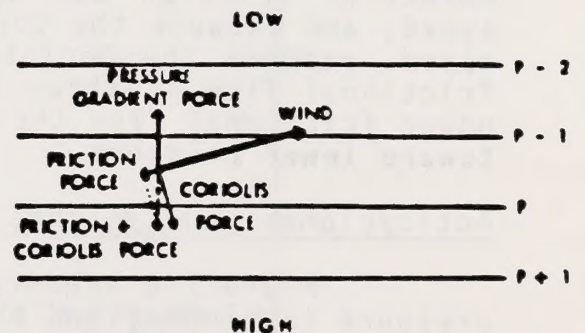 LOW
P - 2
PRESSURE
GRADIENT FORCE
WIND
P - 1
FRICTION
FORCE
CORIOLIS
FORCE
P
FRICTION +
CORIOLIS FORCE
P + 1
HIGH